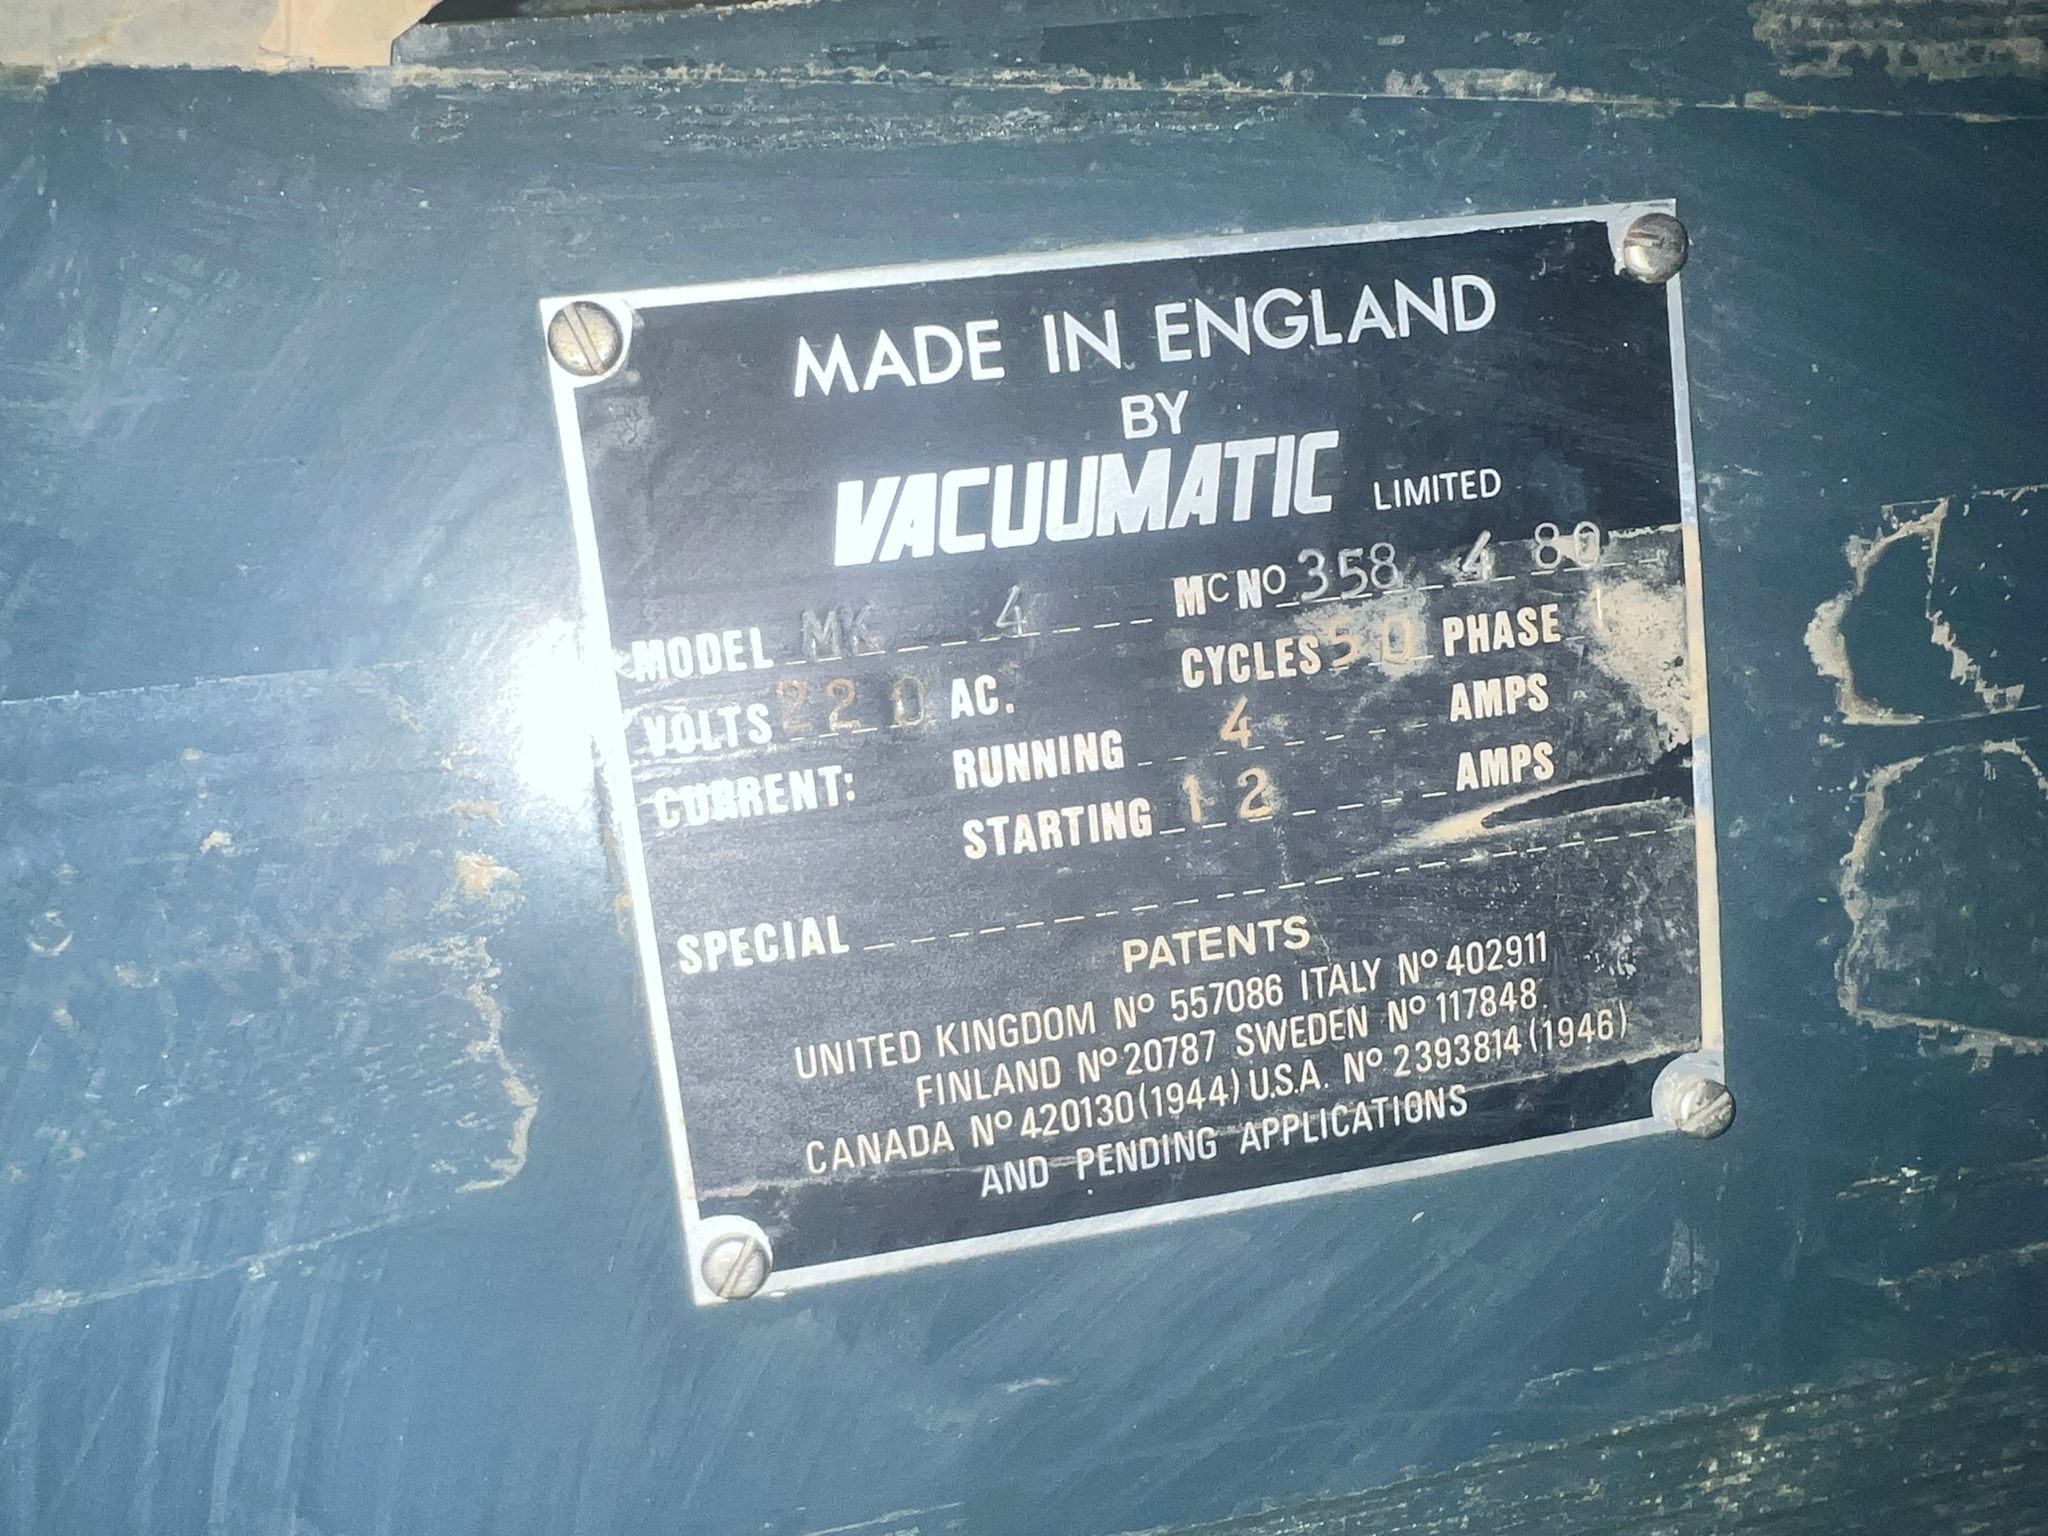 MADE IN ENGLAND
BY
VACUUMATIC LIMITED
MODEL MK 4 Mc No 358 4 80
VOLTS 220 AC. CYCLES 50 PHASE 1
CURRENT: RUNNING 4 AMPS
STARTING 12 AMPS
SPECIAL
PATENTS
UNITED KINGDOM No 557086 ITALY No 402911
FINLAND No 20787 SWEDEN No 117848
CANADA No 420130 (1944) U.S.A. No 2393814 (1946)
AND PENDING APPLICATIONS